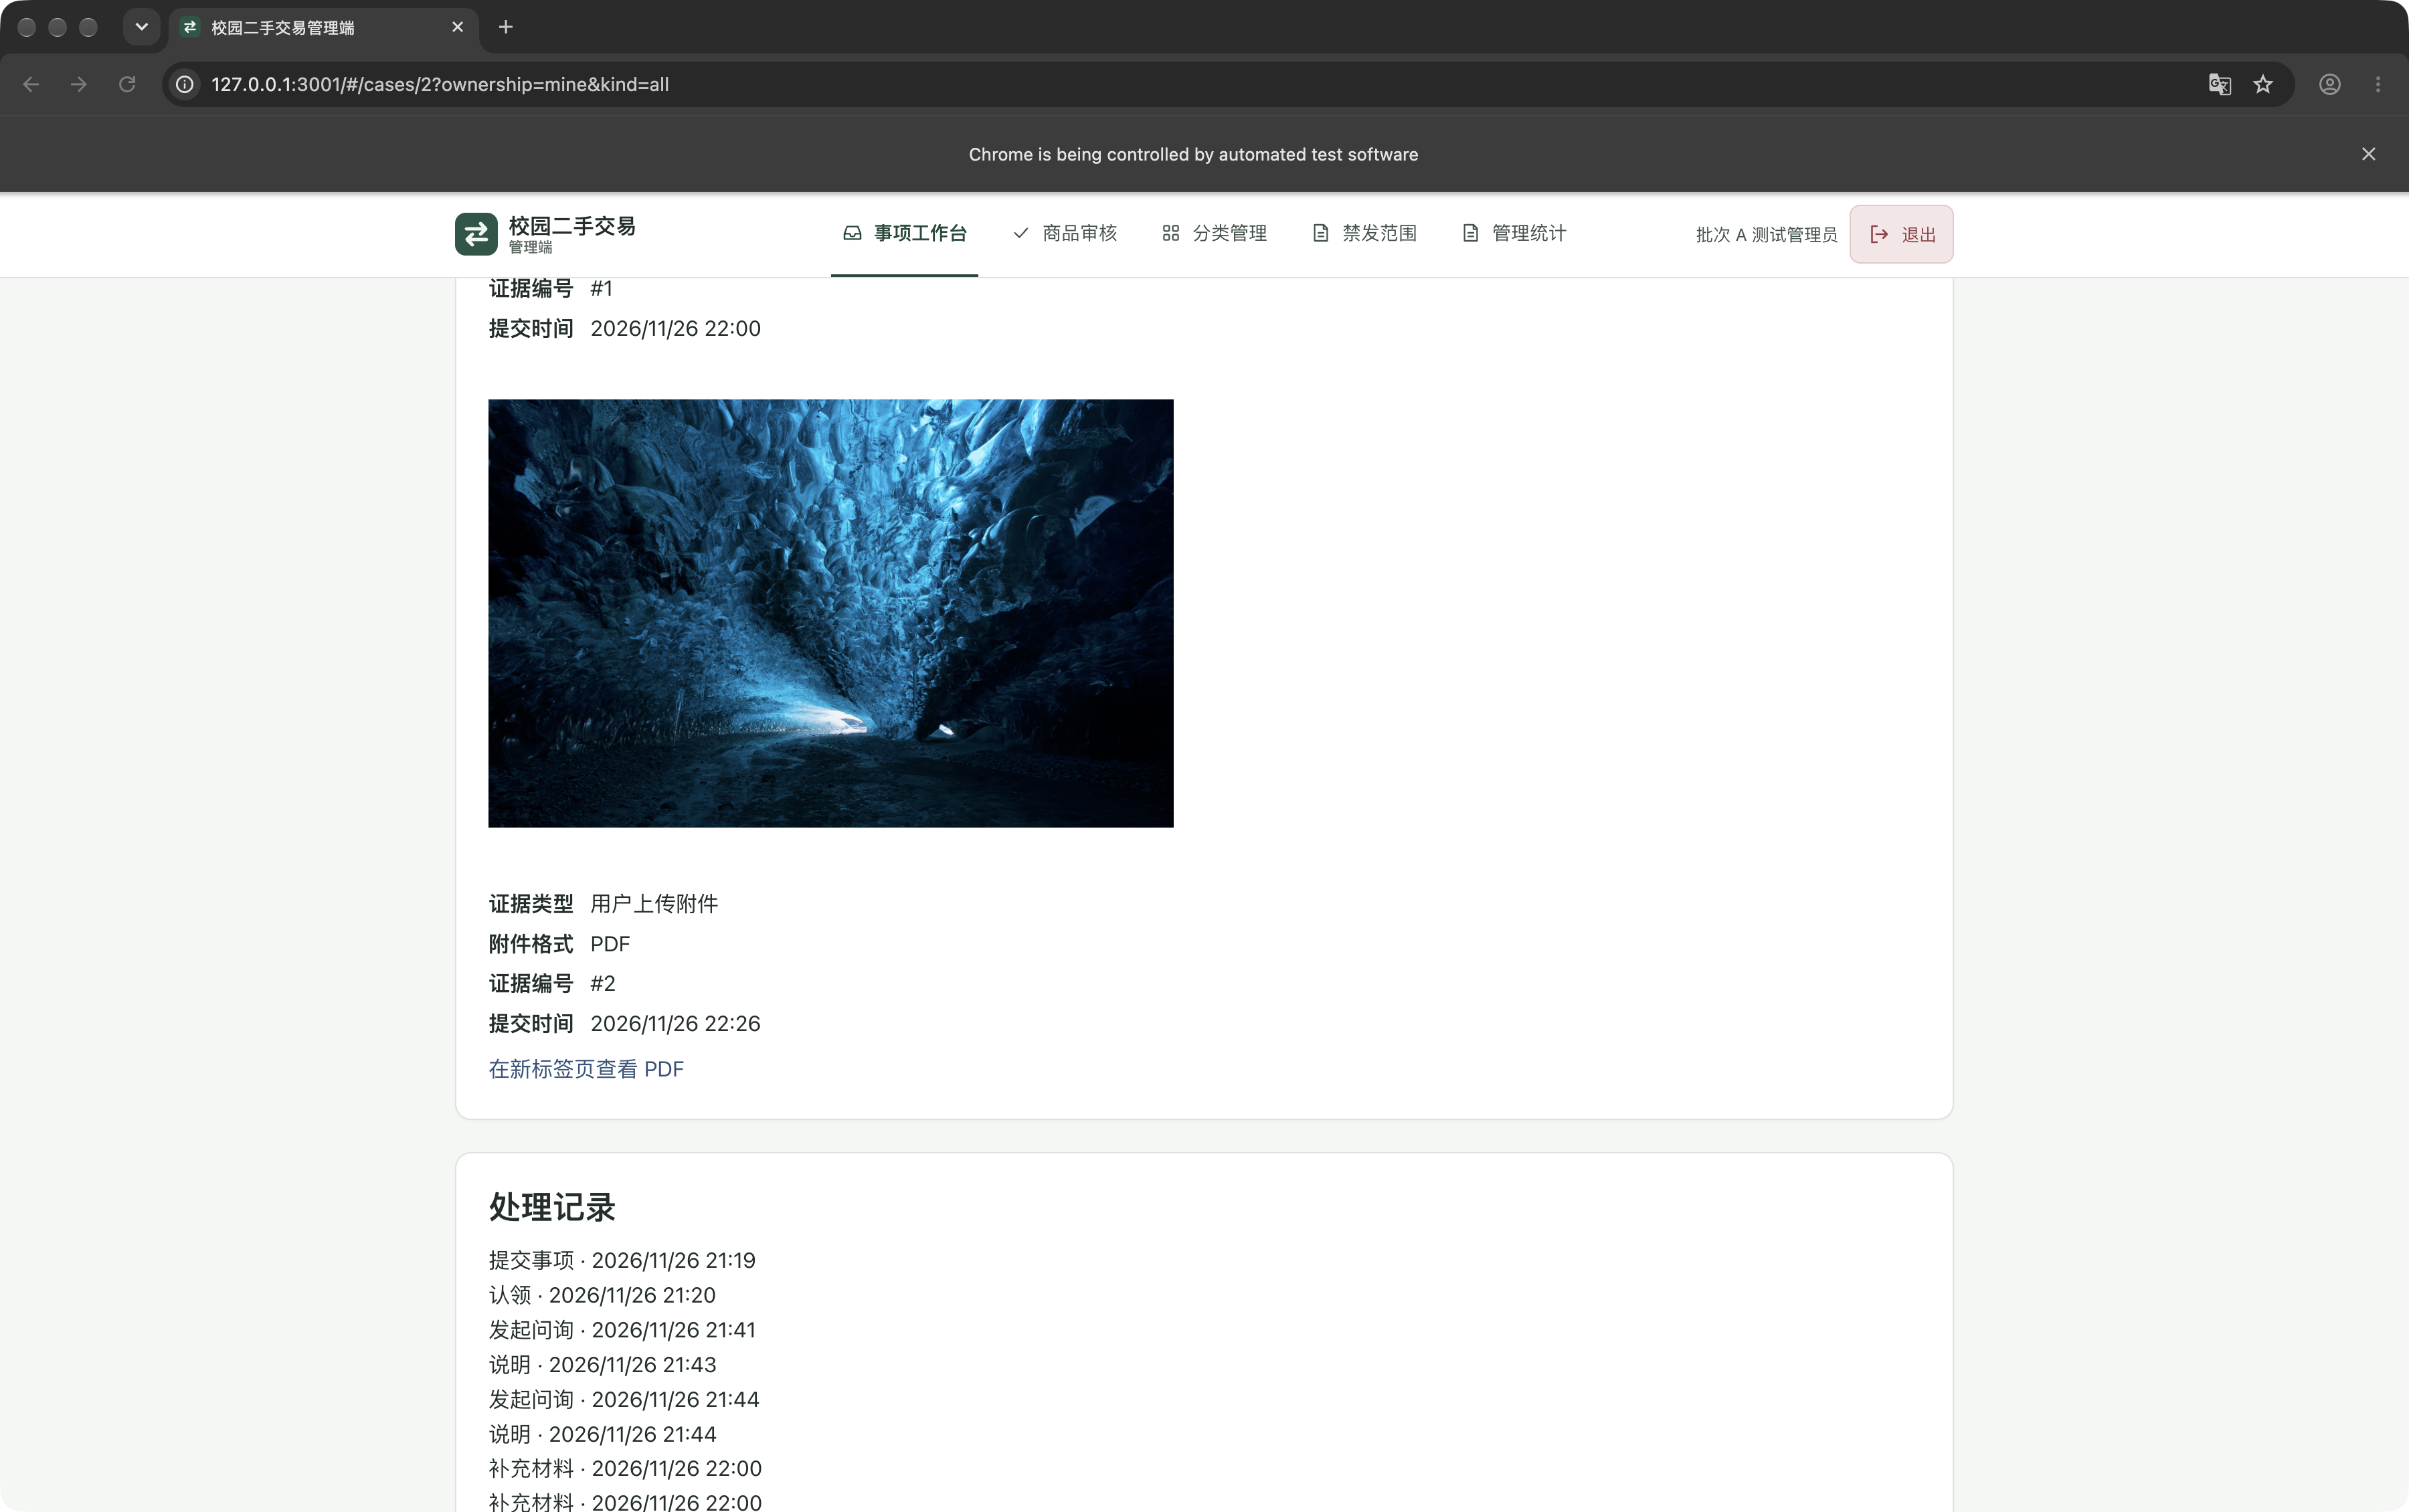 校园二手交易管理端
127.0.0.1:3001/#/cases/2?ownership=mine&kind=all
Chrome is being controlled by automated test software
校园二手交易
管理端
事项工作台
商品审核
分类管理
禁发范围
管理统计
批次 A 测试管理员
退出
证据编号 #1
提交时间 2026/11/26 22:00
证据类型 用户上传附件
附件格式 PDF
证据编号 #2
提交时间 2026/11/26 22:26
在新标签页查看 PDF
处理记录
提交事项 · 2026/11/26 21:19
认领 · 2026/11/26 21:20
发起问询 · 2026/11/26 21:41
说明 · 2026/11/26 21:43
发起问询 · 2026/11/26 21:44
说明 · 2026/11/26 21:44
补充材料 · 2026/11/26 22:00
补充材料 · 2026/11/26 22:00